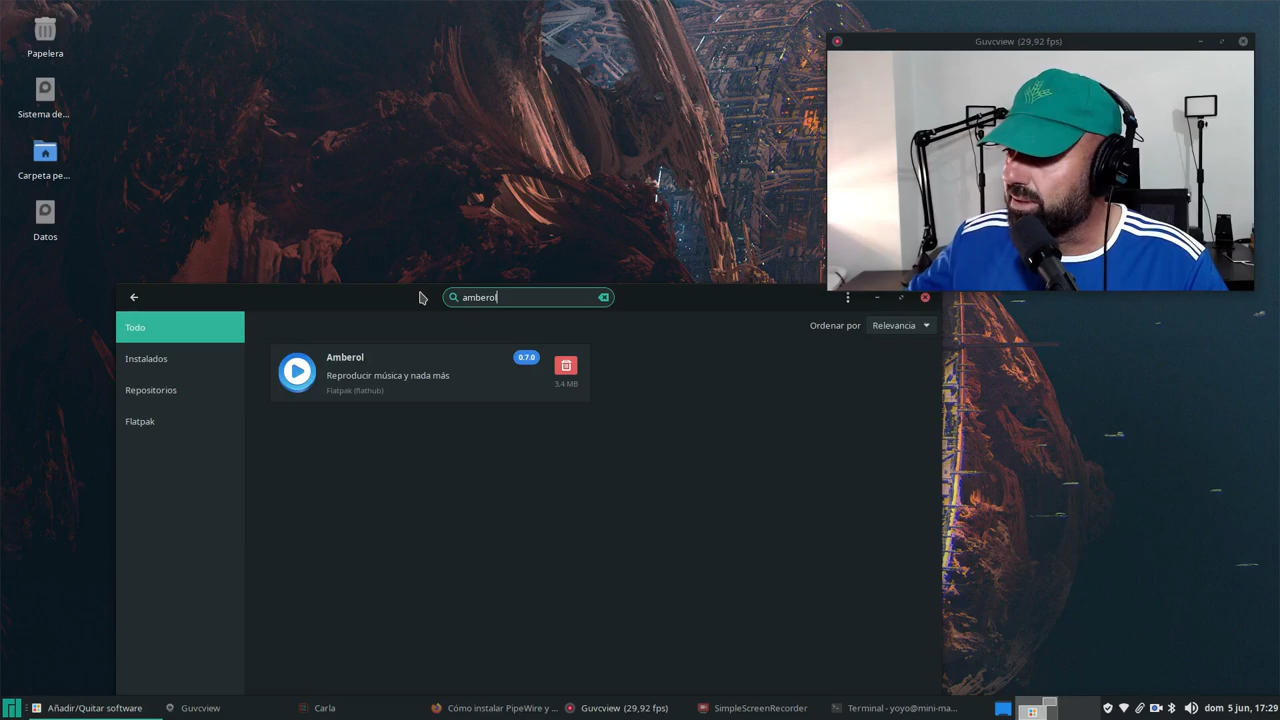 Papelera
Sistema de...
Carpeta pe...
Datos
Guvcview (29,92 fps)
amberol
Todo
Instalados
Repositorios
Flatpak
Ordenar por
Relevancia
Amberol
0.7.0
Reproducir música y nada más
Flatpak (flathub)
3,4 MB
Añadir/Quitar software
Guvcview
Carla
Cómo instalar PipeWire y ...
Guvcview (29,92 fps)
SimpleScreenRecorder
Terminal - yoyo@mini-ma...
dom 5 jun, 17:29